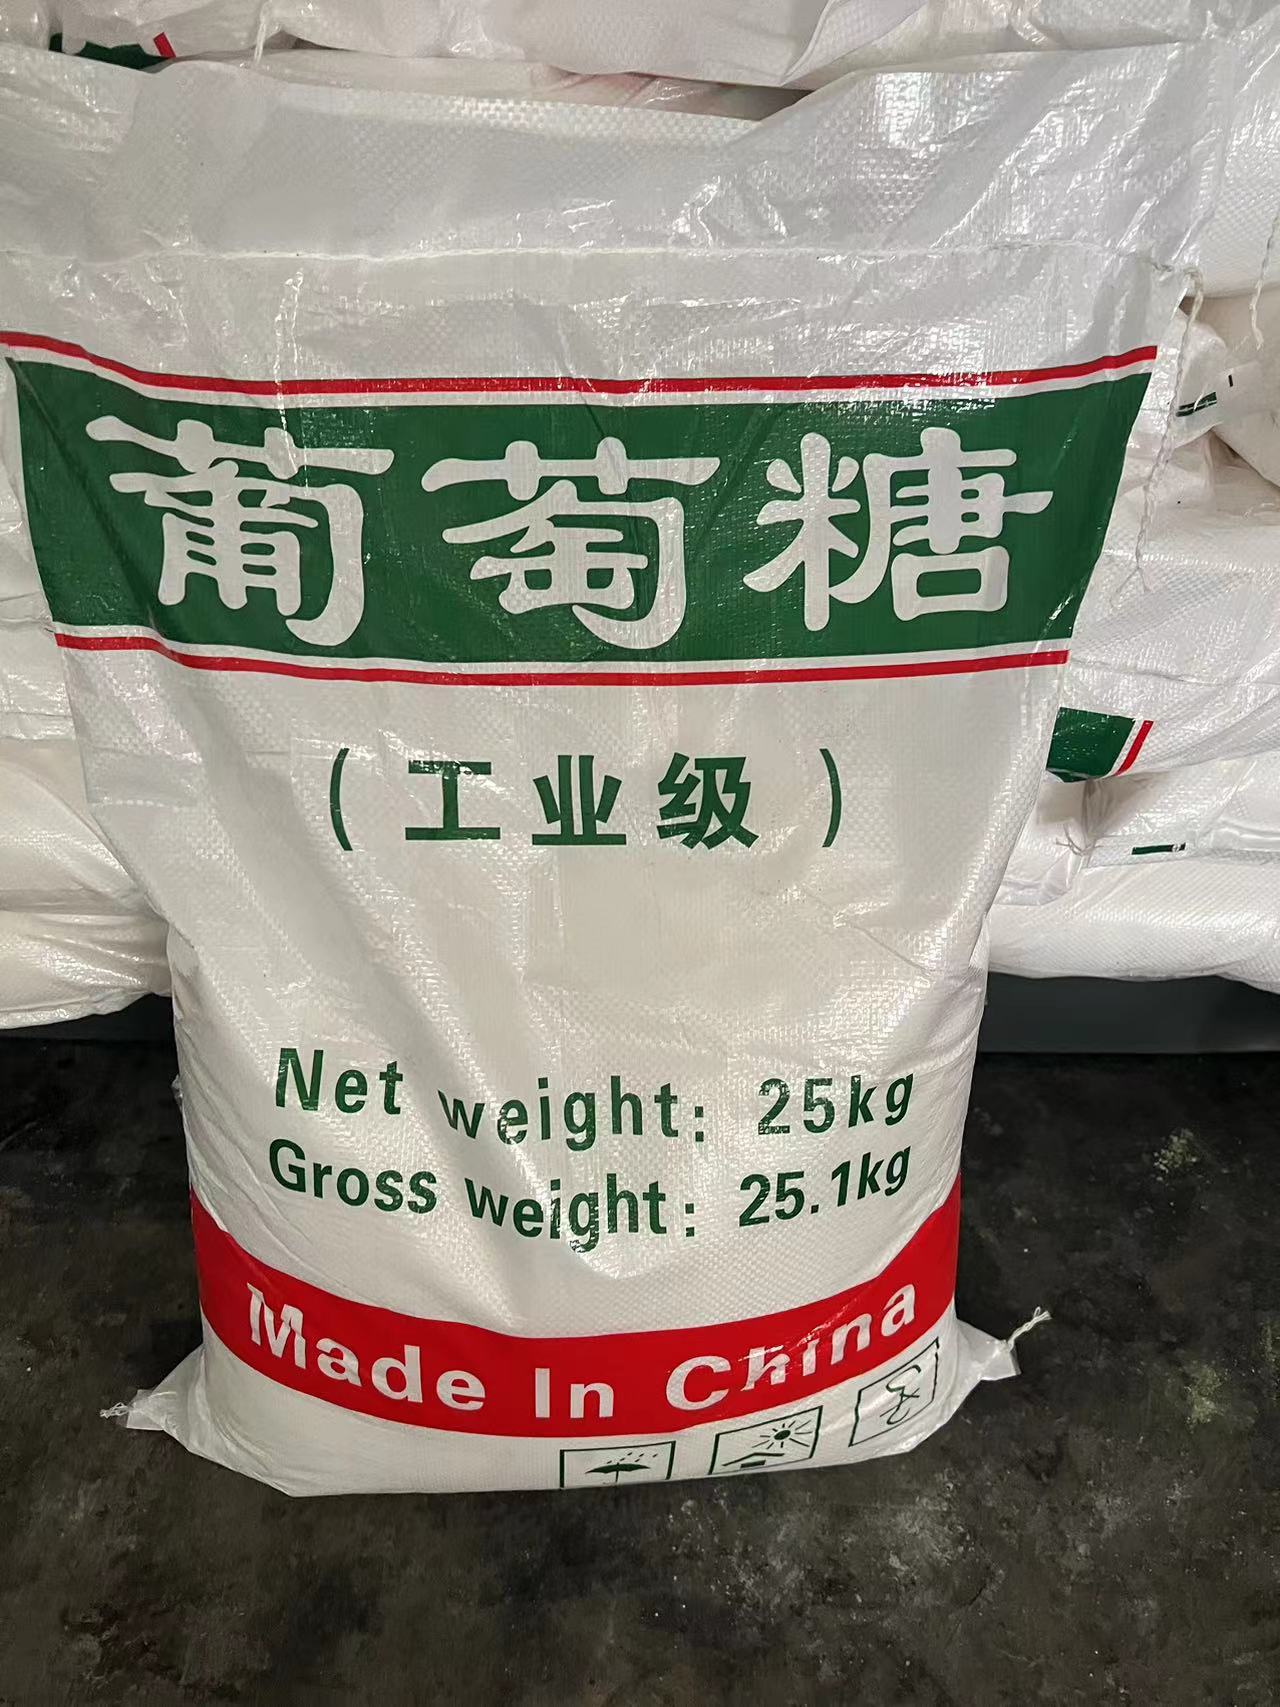 葡萄糖
(工业级)
Net weight: 25kg
Gross weight: 25.1kg
Made In China